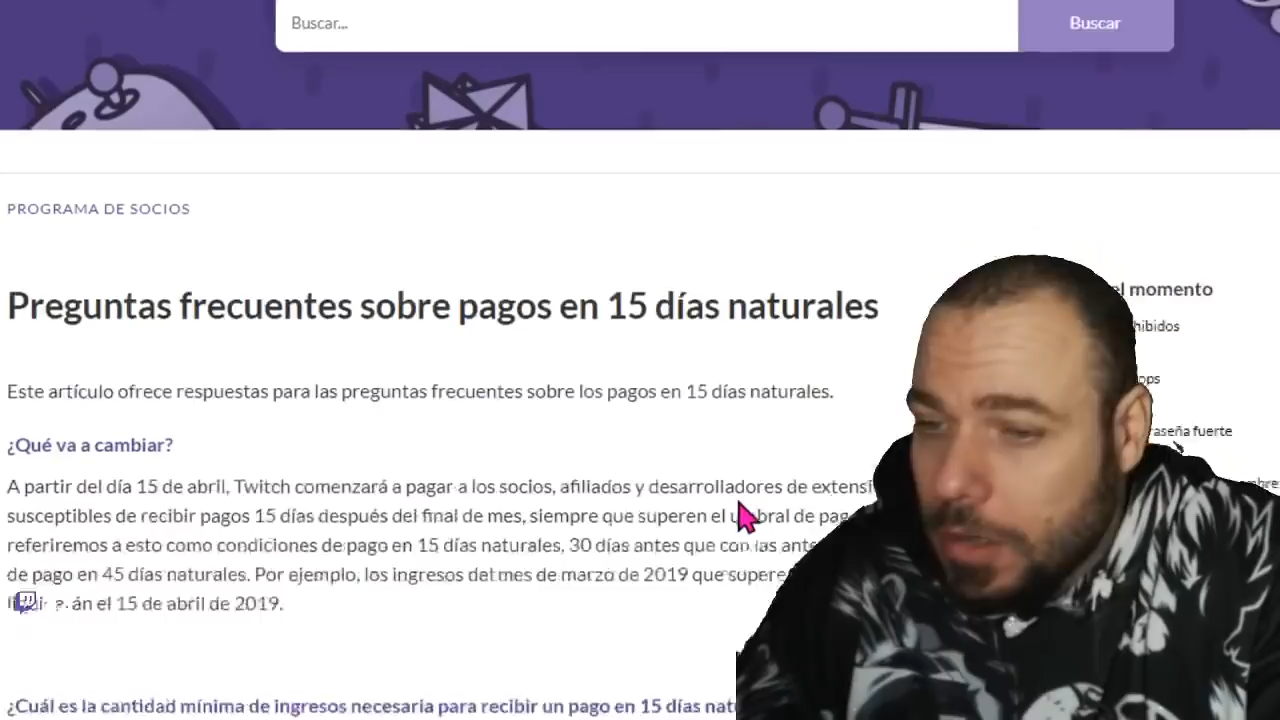 Buscar...
Buscar
PROGRAMA DE SOCIOS
Preguntas frecuentes sobre pagos en 15 días naturales
el momento
Este artículo ofrece respuestas para las preguntas frecuentes sobre los pagos en 15 días naturales.
fuerte
¿Qué va a cambiar?
A partir del día 15 de abril, Twitch comenzará a pagar a los socios, afiliados y desarrolladores de
susceptibles de recibir pagos 15 días después del final de mes, siempre que superen el de
referiremos a esto como condiciones de pago en 15 días naturales, 30 días antes que con las
de pago en 45 días naturales. Por ejemplo, los ingresos del mes de marzo de 2019 que
el 15 de abril de 2019.
¿Cuál es la cantidad mínima de ingresos necesaria para recibir un pago en 15 días